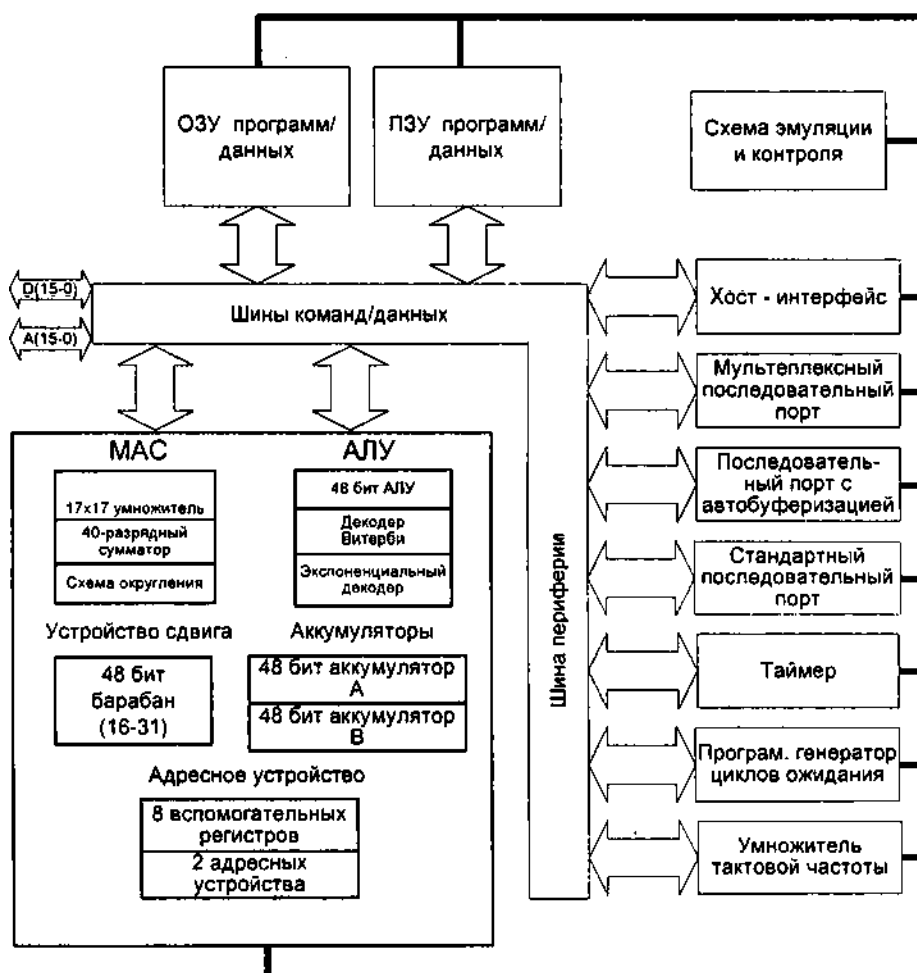 ОЗУ программ/
данных
ПЗУ программ/
данных
Схема эмуляции
и контроля
D(15-0)
A(15-0)
Шины команд/данных
Хост - интерфейс
Мультеплексный
последовательный
порт
Последователь-
ный порт с
автобуферизацией
Стандартный
последовательный
порт
Таймер
Програм. генератор
циклов ожидания
Умножитель
тактовой частоты
Шина периферии
МАС
17х17 умножитель
40-разрядный
сумматор
Схема округления
АЛУ
48 бит АЛУ
Декодер
Витерби
Экспоненциальный
декодер
Устройство сдвига
48 бит
барабан
(16-31)
Аккумуляторы
48 бит аккумулятор
А
48 бит аккумулятор
В
Адресное устройство
8 вспомогательных
регистров
2 адресных
устройства